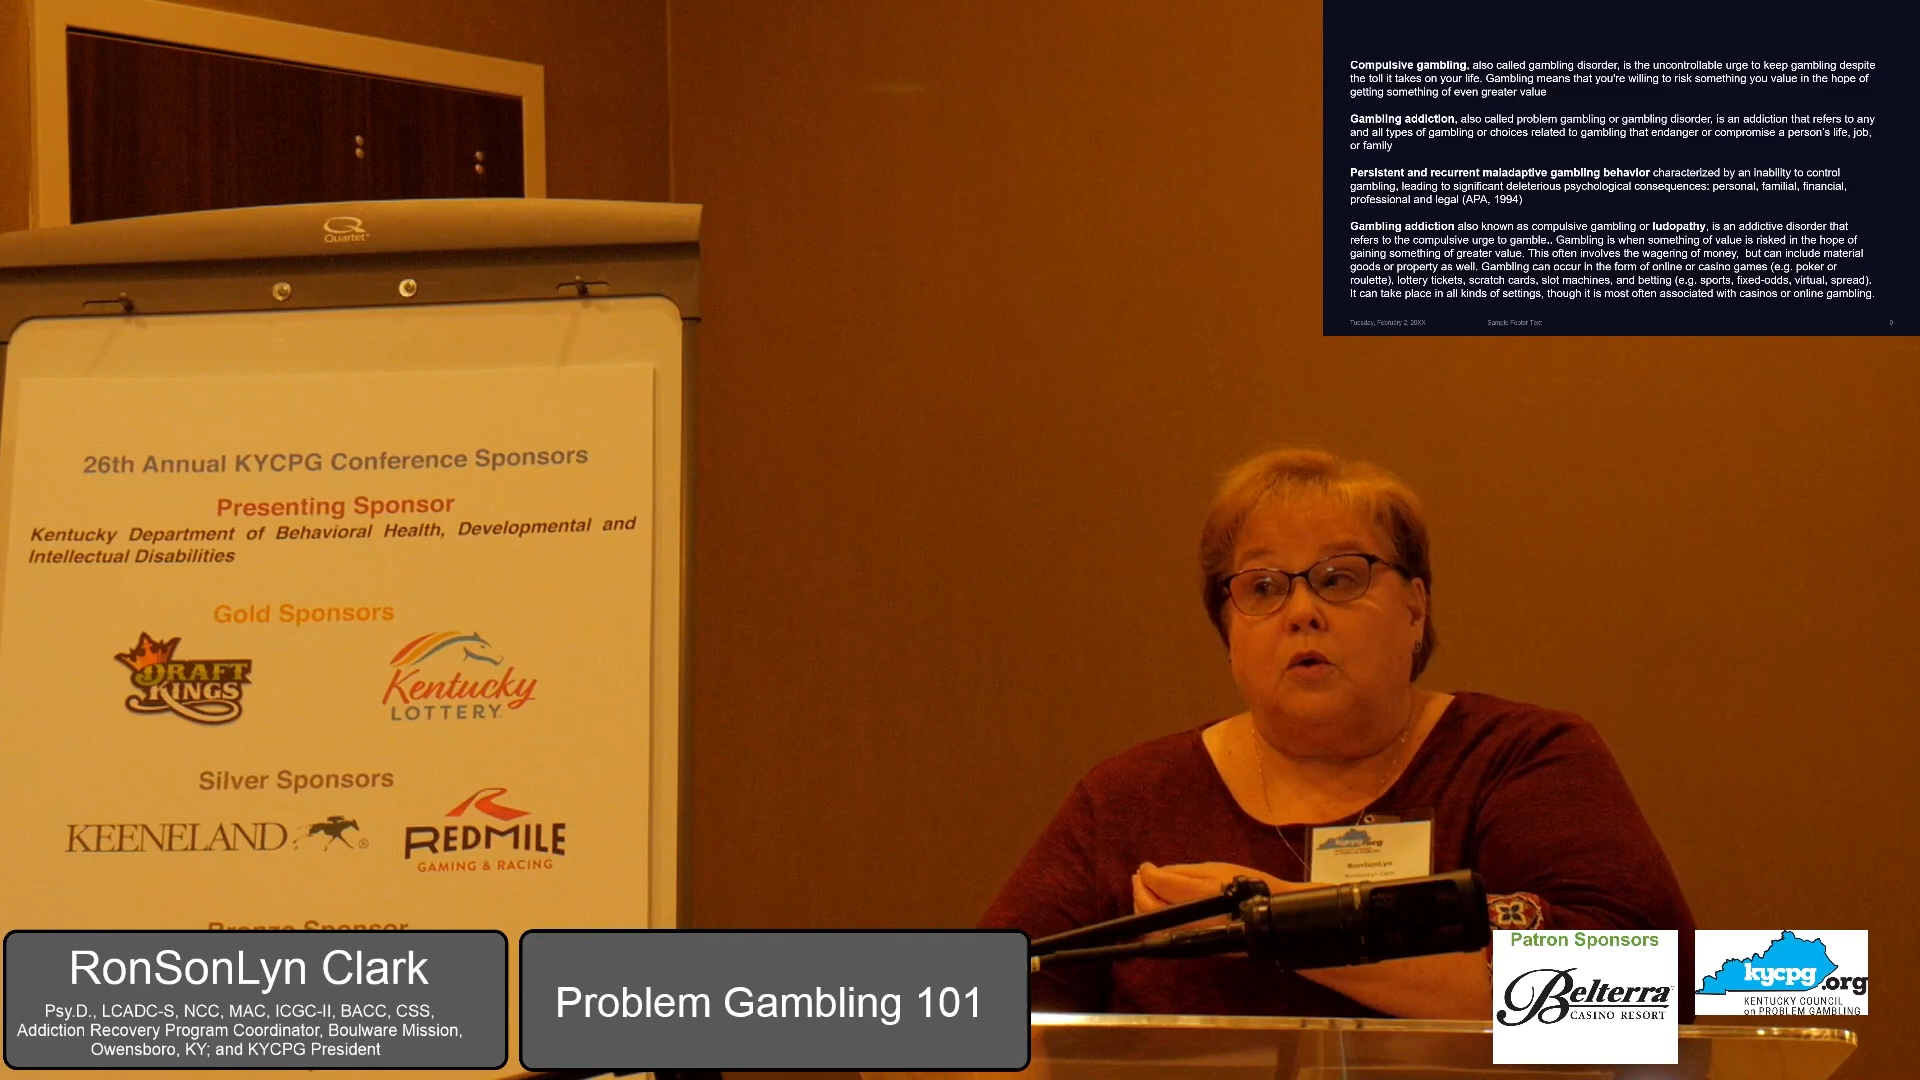 Compulsive gambling, also called gambling disorder, is the uncontrollable urge to keep gambling despite
the toll it takes on your life. Gambling means that you're willing to risk something you value in the hope of
getting something of even greater value
Gambling addiction, also called problem gambling or gambling disorder, is an addiction that refers to any
and all types of gambling or choices related to gambling that endanger or compromise a person's life, job,
or family
Persistent and recurrent maladaptive gambling behavior characterized by an inability to control
gambling, leading to significant deleterious psychological consequences: personal, familial, financial,
professional and legal (APA, 1994)
Gambling addiction also known as compulsive gambling or ludopathy, is an addictive disorder that
refers to the compulsive urge to gamble.. Gambling is when something of value is risked in the hope of
gaining something of greater value. This often involves the wagering of money, but can include material
goods or property as well. Gambling can occur in the form of online or casino games (e.g. poker or
roulette), lottery tickets, scratch cards, slot machines, and betting (e.g. sports, fixed-odds, virtual, spread).
It can take place in all kinds of settings, though it is most often associated with casinos or online gambling.
Tuesday, February 2, 20XX
Sample Footer Text
9
Quartet
26th Annual KYCPG Conference Sponsors
Presenting Sponsor
Kentucky Department of Behavioral Health, Developmental and
Intellectual Disabilities
Gold Sponsors
DRAFT
KINGS
Kentucky
LOTTERY
Silver Sponsors
KEENELAND
REDMILE
GAMING & RACING
Bronze Sponsor
kycpg.org
RonSonLyn
RonSonLyn Clark
Psy.D., LCADC-S, NCC, MAC, ICGC-II, BACC, CSS,
Addiction Recovery Program Coordinator, Boulware Mission,
Owensboro, KY; and KYCPG President
Problem Gambling 101
Patron Sponsors
Belterra
CASINO RESORT
kycpg.org
KENTUCKY COUNCIL
on PROBLEM GAMBLING